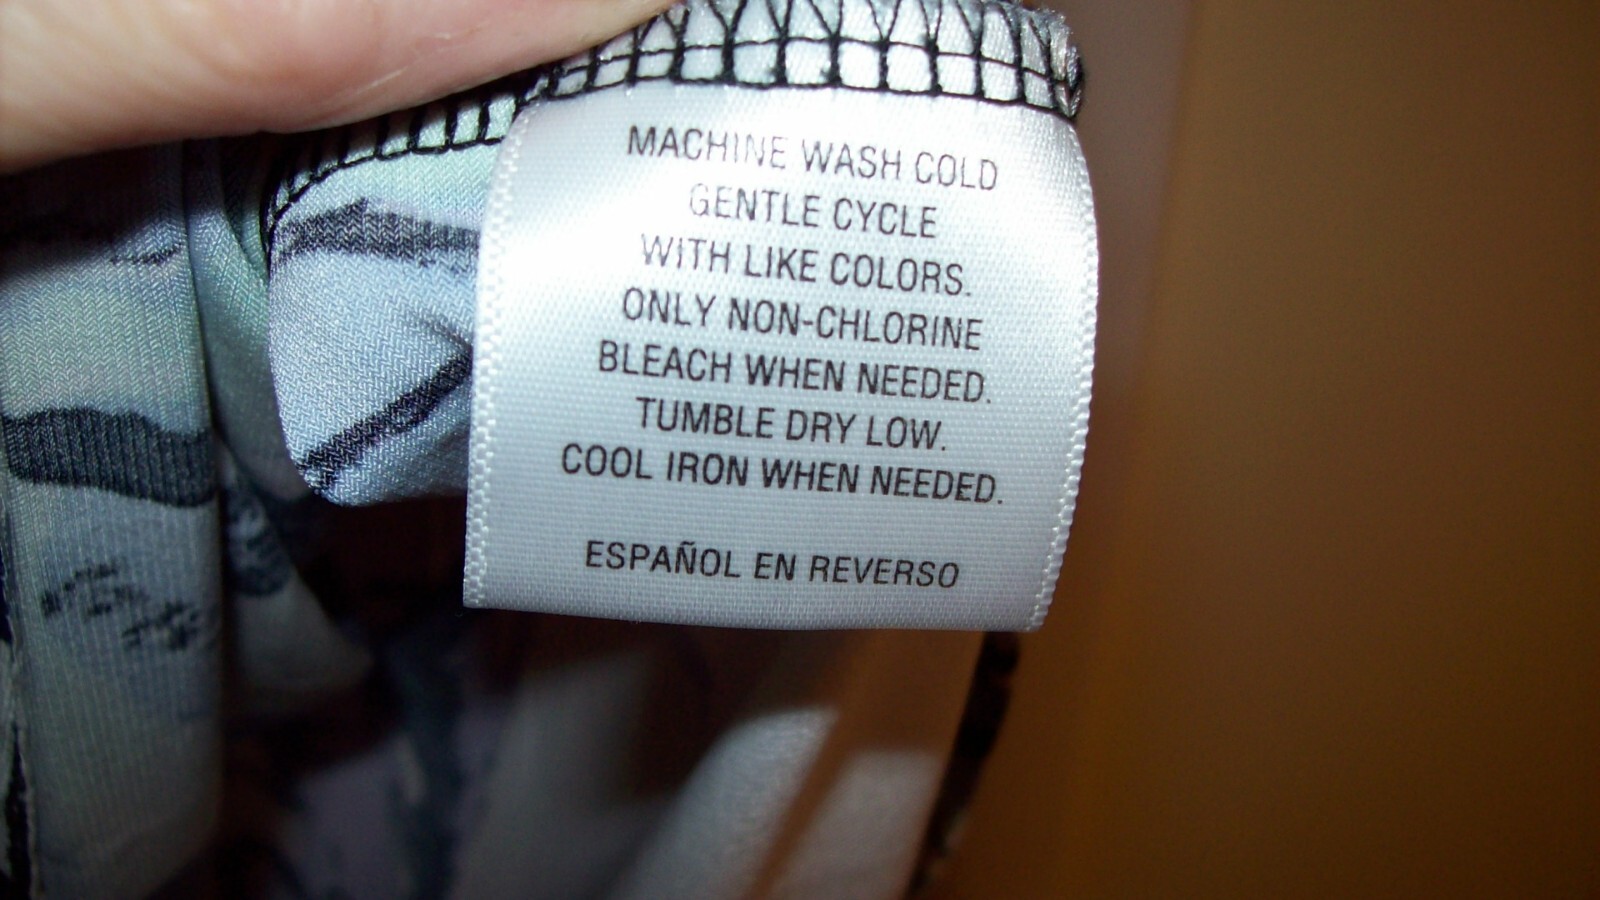 MACHINE WASH COLD
GENTLE CYCLE
WITH LIKE COLORS.
ONLY NON-CHLORINE
BLEACH WHEN NEEDED.
TUMBLE DRY LOW.
COOL IRON WHEN NEEDED.
ESPAÑOL EN REVERSO